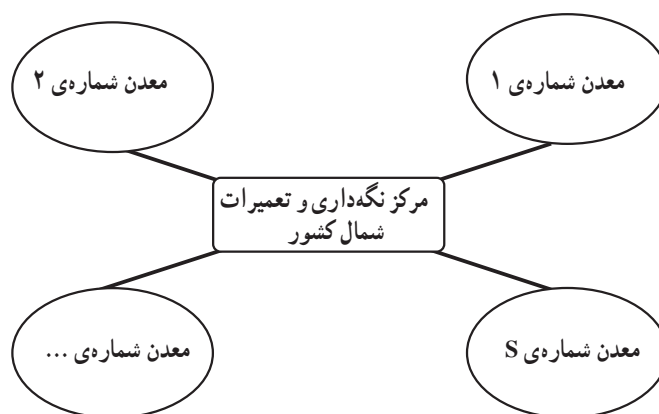 معدن شماره‌ی ۱
معدن شماره‌ی ۲
مرکز نگه‌داری و تعمیرات
شمال کشور
معدن شماره‌ی S
معدن شماره‌ی ...